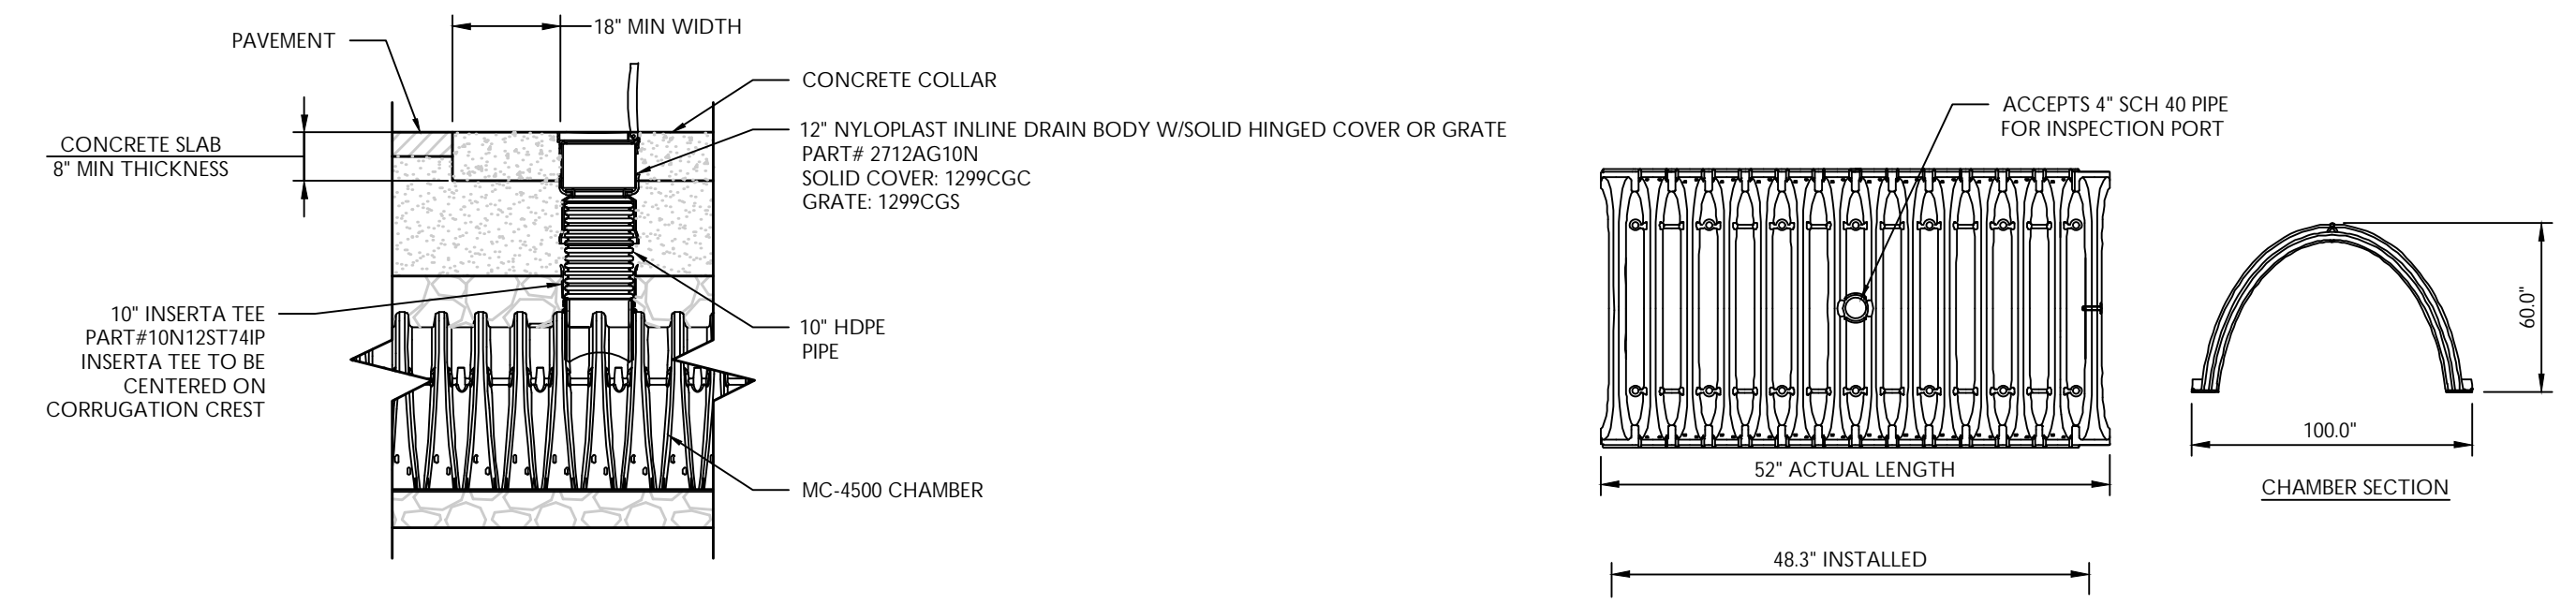 18" MIN WIDTH
PAVEMENT
CONCRETE COLLAR
CONCRETE SLAB
8" MIN THICKNESS
12" NYLOPLAST INLINE DRAIN BODY W/SOLID HINGED COVER OR GRATE
PART# 2712AG10N
SOLID COVER: 1299CGC
GRATE: 1299CGS
10" INSERTA TEE
PART#10N12ST74IP
INSERTA TEE TO BE
CENTERED ON
CORRUGATION CREST
10" HDPE
PIPE
MC-4500 CHAMBER
ACCEPTS 4" SCH 40 PIPE
FOR INSPECTION PORT
52" ACTUAL LENGTH
48.3" INSTALLED
60.0"
100.0"
CHAMBER SECTION